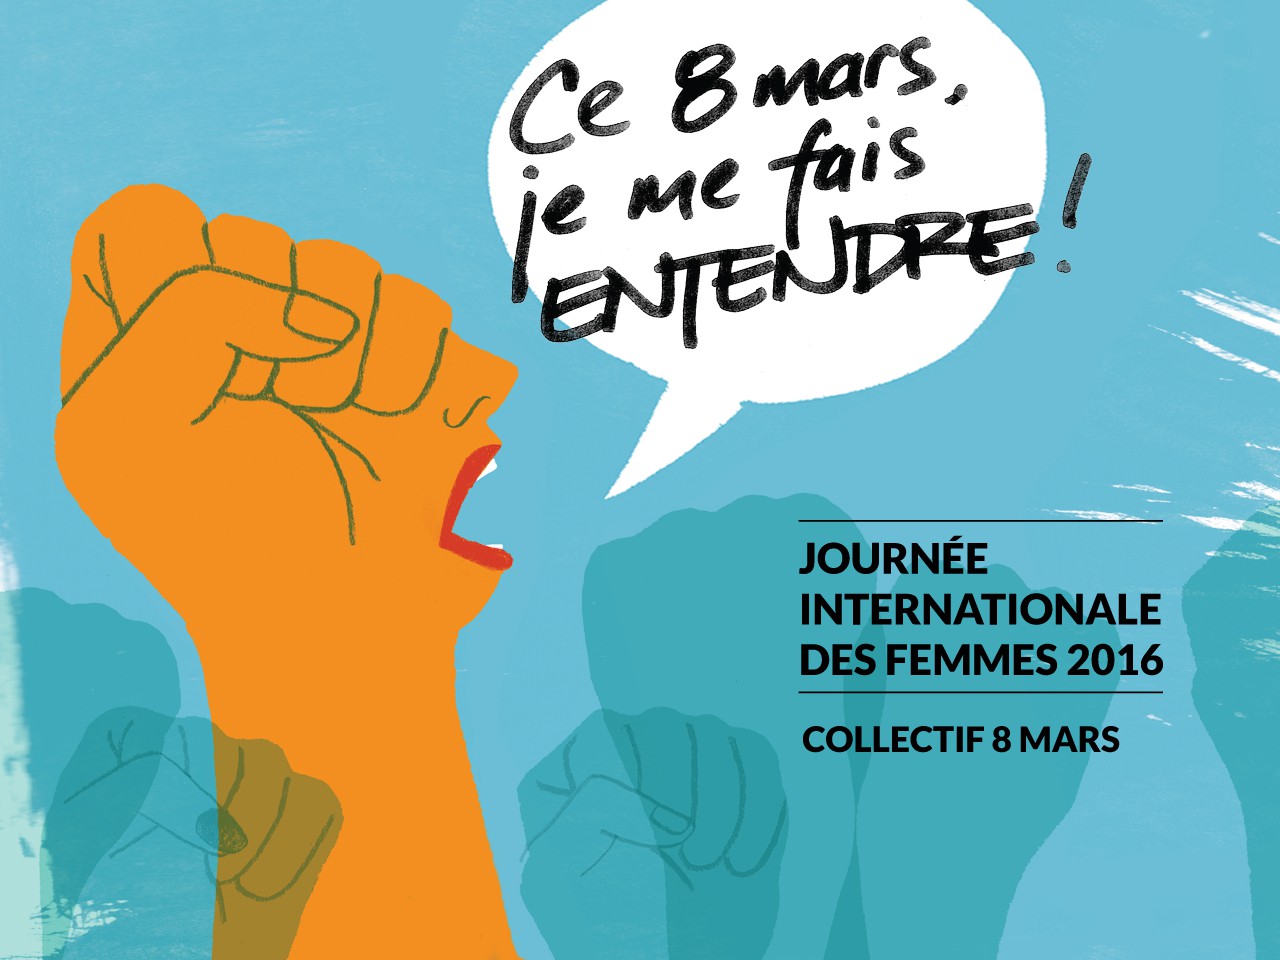 Ce 8 mars,
je me fais
ENTENDRE!
JOURNÉE
INTERNATIONALE
DES FEMMES 2016
COLLECTIF 8 MARS